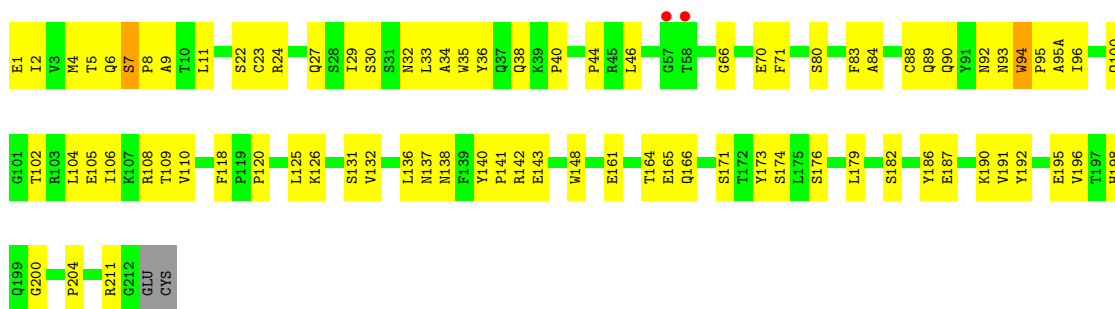 E1 I2 V3 M4 T5 Q6 S7 P8 A9 T10 L11 S22 C23 R24 Q27 S28 I29 S30 S31 N32 L33 A34 W35 Y36 Q37 Q38 K39 P40 P44 R45 L46 G57 T58 G66 E70 F71 S80 F83 A84 C88 Q89 Q90 Y91 N92 N93 W94 P95 A95A I96 Q100
G101 T102 R103 L104 E105 I106 K107 R108 T109 V110 F118 P119 P120 L125 K126 S131 V132 L136 N137 N138 F139 Y140 P141 R142 E143 W148 E161 T164 E165 Q166 S171 T172 Y173 S174 L175 S176 L179 S182 Y186 E187 K190 V191 Y192 E195 V196 T197 H198
Q199 G200 P204 R211 G212 GLU CYS